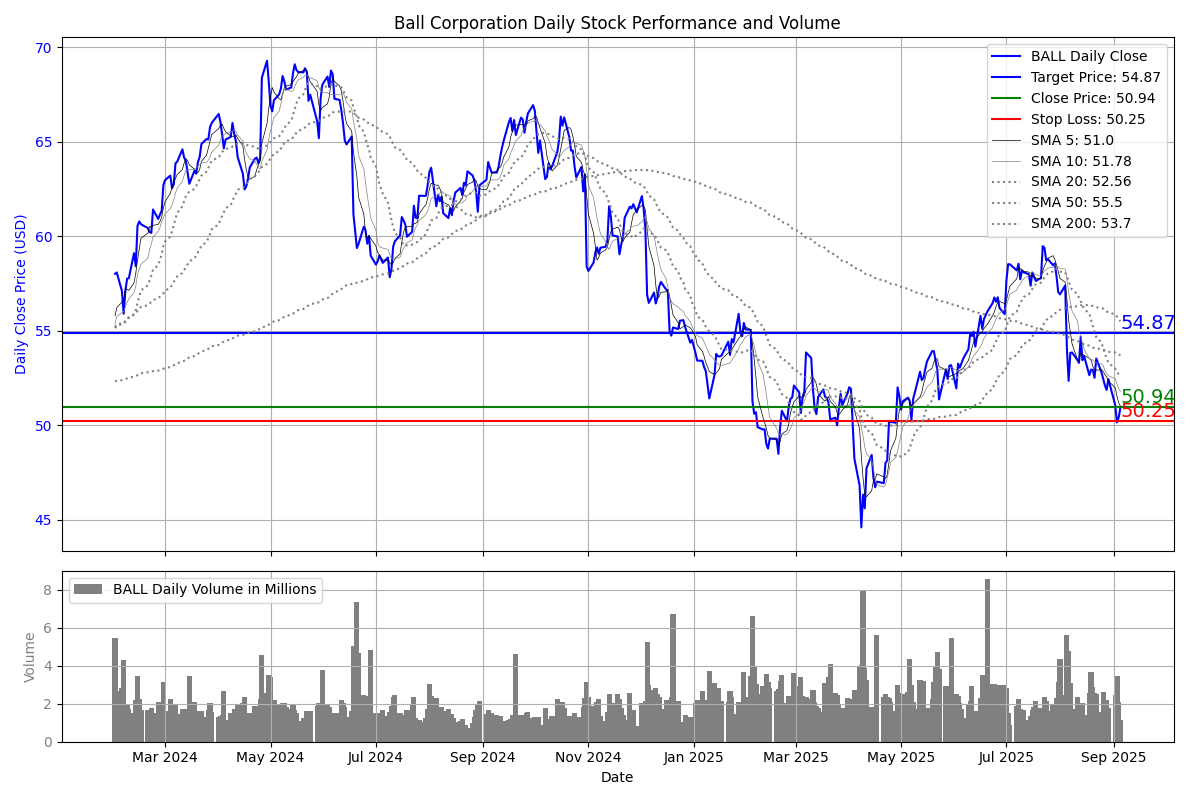 Ball Corporation Daily Stock Performance and Volume
Daily Close Price (USD)
70
65
60
55
50
45
BALL Daily Close
Target Price: 54.87
Close Price: 50.94
Stop Loss: 50.25
SMA 5: 51.0
SMA 10: 51.78
SMA 20: 52.56
SMA 50: 55.5
SMA 200: 53.7
54.87
50.94
50.25
Volume
8
6
4
2
0
BALL Daily Volume in Millions
Mar 2024
May 2024
Jul 2024
Sep 2024
Nov 2024
Jan 2025
Mar 2025
May 2025
Jul 2025
Sep 2025
Date